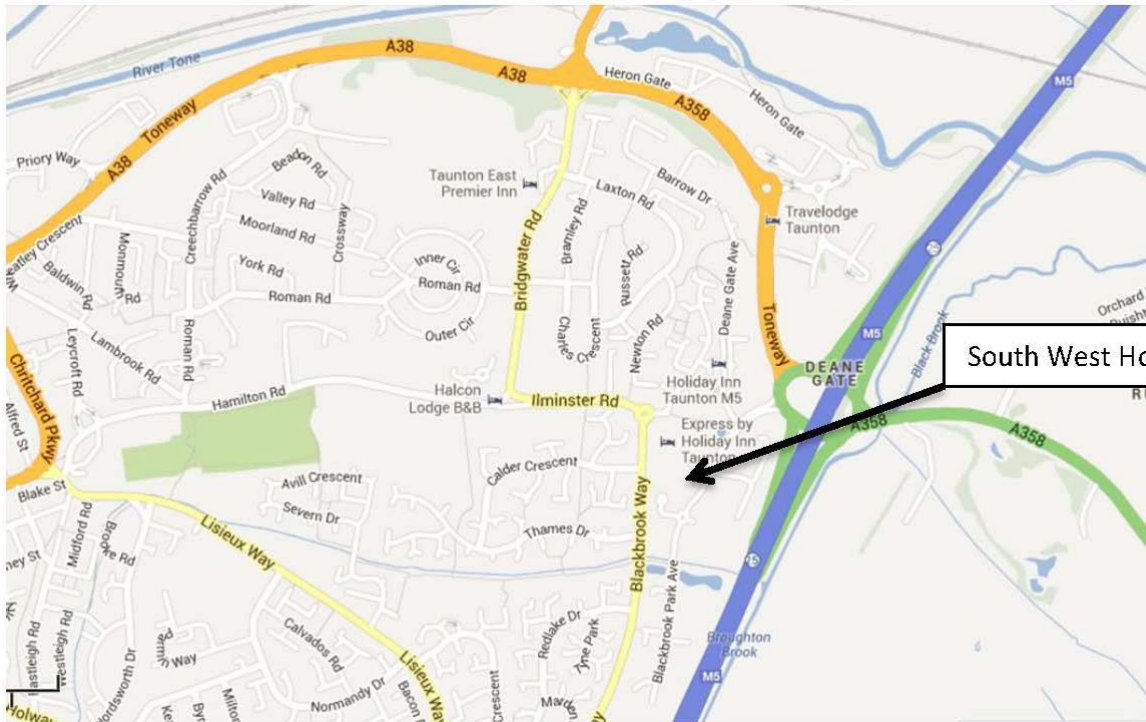 A38
River Tone
A38
Heron Gate
M5
Toneway
A358
Heron Gate
Priory Way
A38
Beadon Rd
Taunton East
Premier Inn
Barrow Dr
Laxton Rd
Valley Rd
Creechbarrow Rd
Crossway
Moorland Rd
Bramley Rd
Travelodge
Taunton
Monmouth Rd
Baldwin Rd
York Rd
Inner Cir
Roman Rd
Roman Rd
Bridgwater Rd
Russett Rd
Deane Gate Ave
25
Outer Cir
Charles Crescent
Newton Rd
Toneway
M5
Orchard
Black Brook
Leycroft Rd
Lambrook Rd
Roman Rd
DEANE
GATE
South West Ho
Chritchard Pkwy
Hamilton Rd
Halcon
Lodge B&B
Ilminster Rd
Holiday Inn
Taunton M5
Alfred St
Express by
Holiday Inn
Taunton
A358
A358
Blake St
Avill Crescent
Calder Crescent
Severn Dr
Lisieux Way
Midford Rd
Thames Dr
Blackbrook Way
25
Blackbrook Park Ave
Redlake Dr
Broughton
Brook
Eastleigh Rd
Westleigh Rd
Calvados Rd
Way
Lisieux Way
M5
Normandy Dr
Crescent